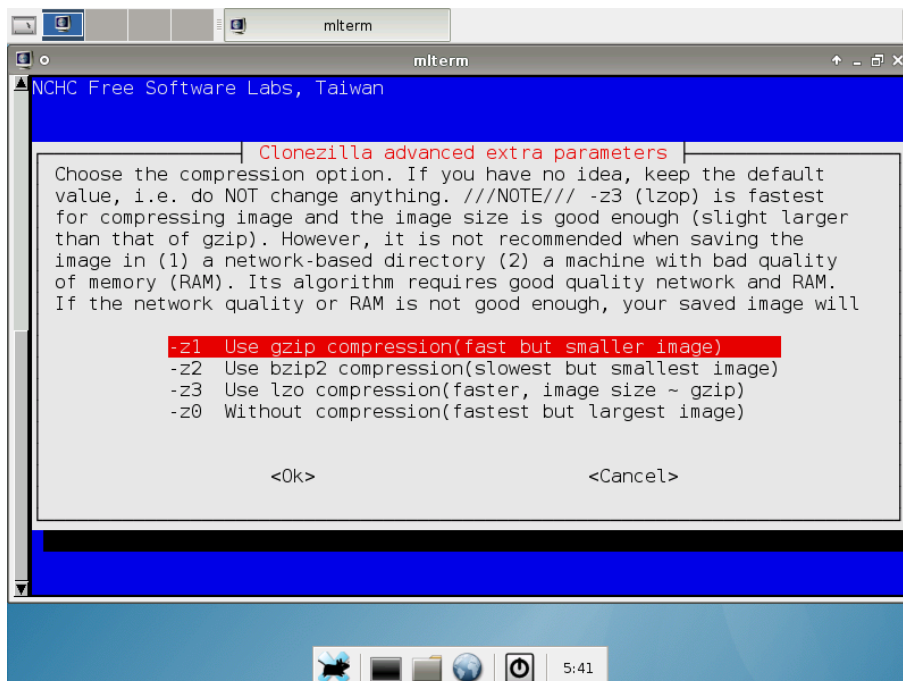 mlterm
mlterm
NCHC Free Software Labs, Taiwan
Clonezilla advanced extra parameters
Choose the compression option. If you have no idea, keep the default
value, i.e. do NOT change anything. ///NOTE/// -z3 (lzop) is fastest
for compressing image and the image size is good enough (slight larger
than that of gzip). However, it is not recommended when saving the
image in (1) a network-based directory (2) a machine with bad quality
of memory (RAM). Its algorithm requires good quality network and RAM.
If the network quality or RAM is not good enough, your saved image will
-z1 Use gzip compression(fast but smaller image)
-z2 Use bzip2 compression(slowest but smallest image)
-z3 Use lzo compression(faster, image size ~ gzip)
-z0 Without compression(fastest but largest image)
<Ok> <Cancel>
5:41